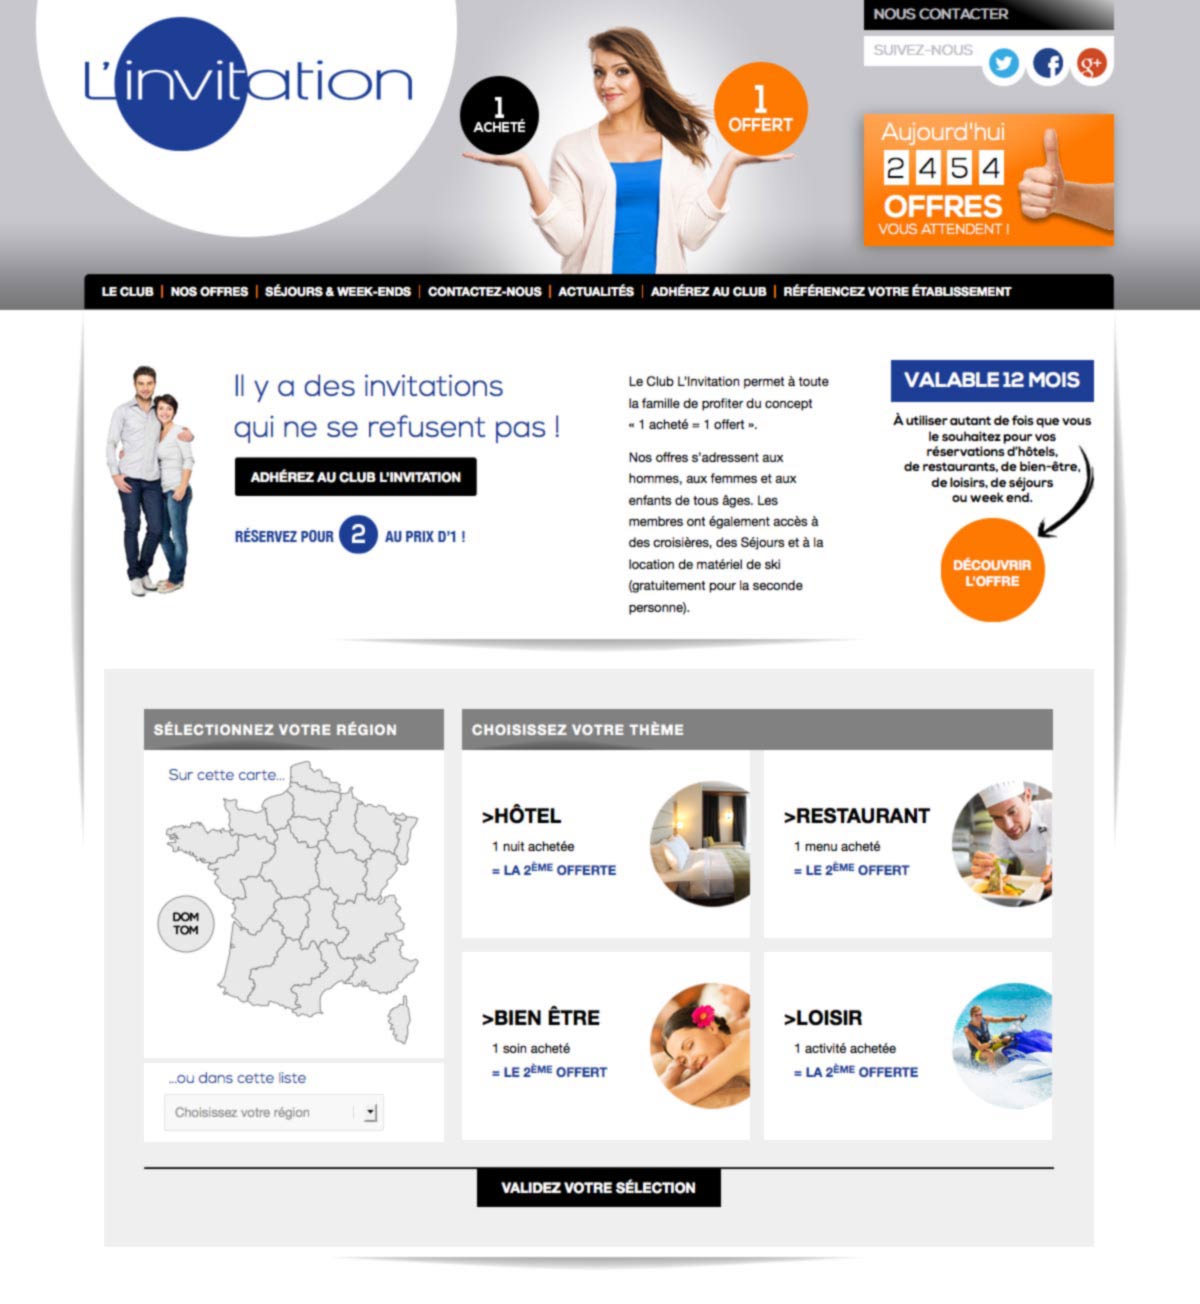 L'invitation
1
ACHETÉ
1
OFFERT
NOUS CONTACTER
SUIVEZ-NOUS
g+
Aujourd'hui
2 4 5 4
OFFRES
VOUS ATTENDENT !
LE CLUB | NOS OFFRES | SÉJOURS & WEEK-ENDS | CONTACTEZ-NOUS | ACTUALITÉS | ADHÉREZ AU CLUB | RÉFÉRENCEZ VOTRE ÉTABLISSEMENT
Il y a des invitations
qui ne se refusent pas !
ADHÉREZ AU CLUB L'INVITATION
RÉSERVEZ POUR 2 AU PRIX D'1 !
Le Club L'Invitation permet à toute
la famille de profiter du concept
« 1 acheté = 1 offert ».
Nos offres s'adressent aux
hommes, aux femmes et aux
enfants de tous âges. Les
membres ont également accès à
des croisières, des Séjours et à la
location de matériel de ski
(gratuitement pour la seconde
personne).
VALABLE 12 MOIS
À utiliser autant de fois que vous
le souhaitez pour vos
réservations d'hôtels,
de restaurants, de bien-être,
de loisirs, de séjours
ou week end.
DÉCOUVRIR
L'OFFRE
SÉLECTIONNEZ VOTRE RÉGION
Sur cette carte...
DOM
TOM
...ou dans cette liste
Choisissez votre région
CHOISISSEZ VOTRE THÈME
>HÔTEL
1 nuit achetée
= LA 2ÈME OFFERTE
>RESTAURANT
1 menu acheté
= LE 2ÈME OFFERT
>BIEN ÊTRE
1 soin acheté
= LE 2ÈME OFFERT
>LOISIR
1 activité achetée
= LA 2ÈME OFFERTE
VALIDEZ VOTRE SÉLECTION